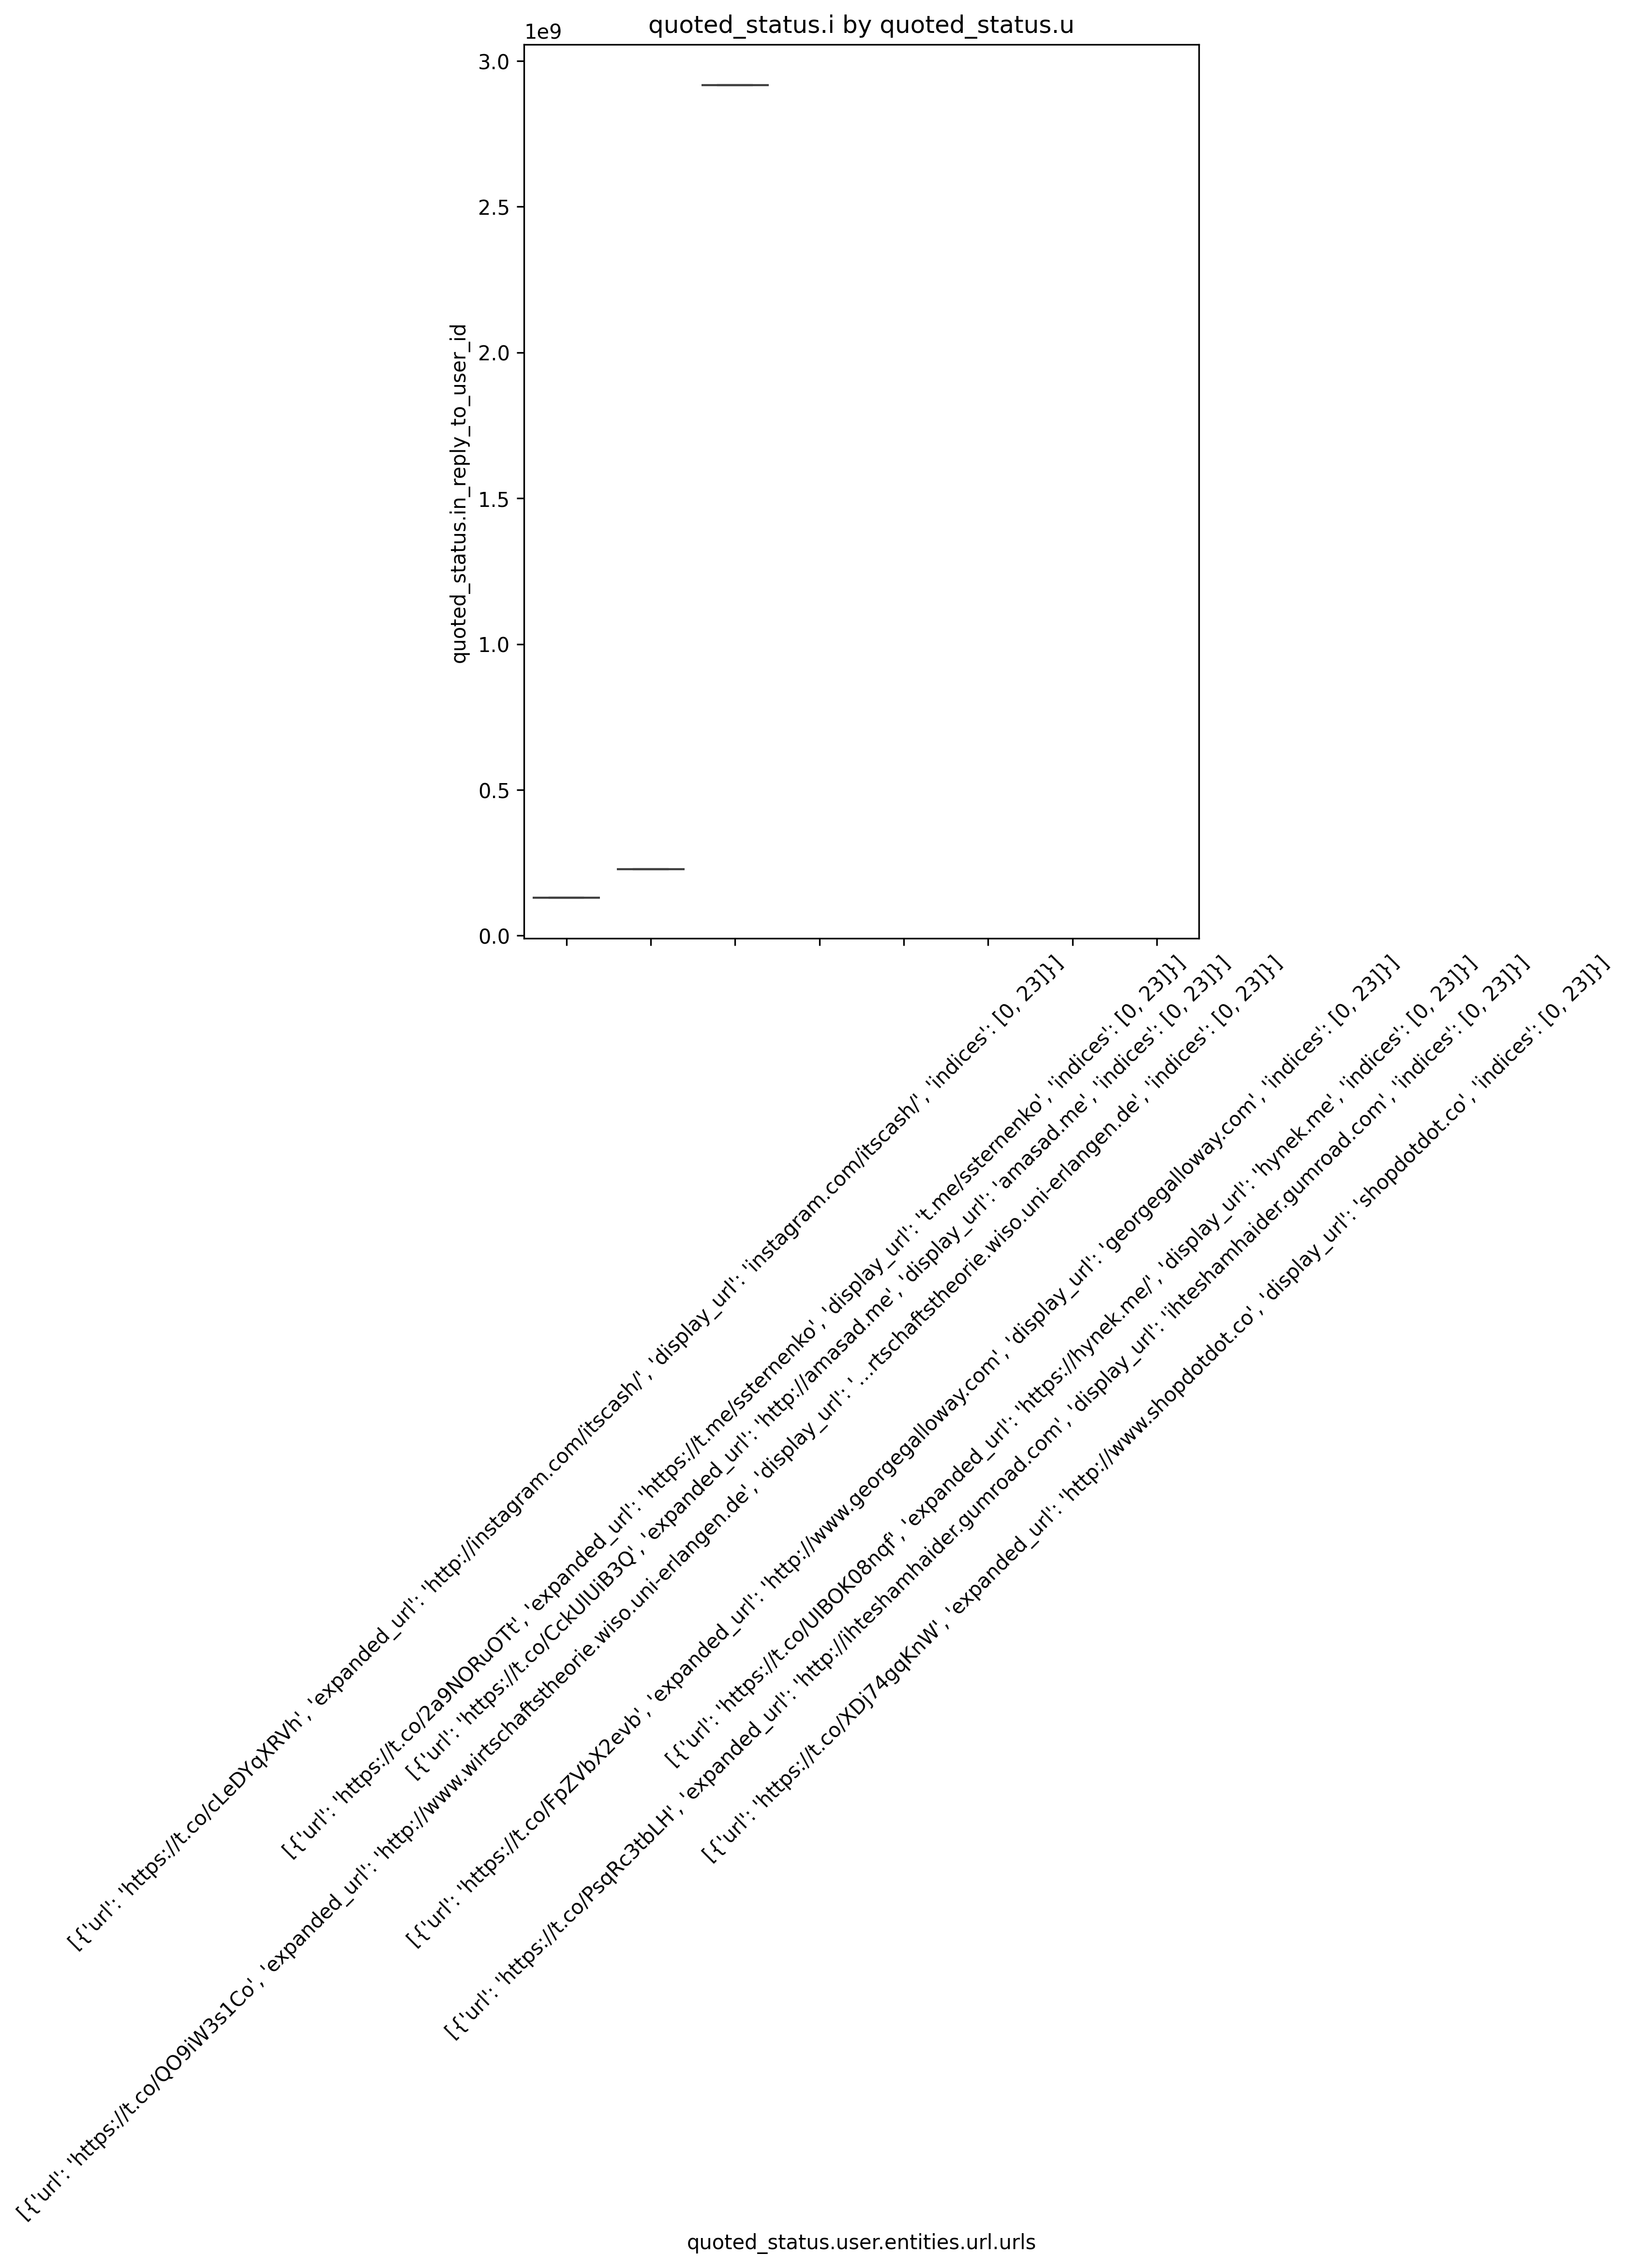 quoted_status.i by quoted_status.u
1e9
3.0
2.5
2.0
1.5
1.0
0.5
0.0
quoted_status.in_reply_to_user_id
[{'url': 'https://t.co/cLeDYqXRVh', 'expanded_url': 'http://instagram.com/itscash/', 'display_url': 'instagram.com/itscash/', 'indices': [0, 23]}]
[{'url': 'https://t.co/2a9NORuOTt', 'expanded_url': 'https://t.me/ssternenko', 'display_url': 't.me/ssternenko', 'indices': [0, 23]}]
[{'url': 'https://t.co/CckUlUiB3Q', 'expanded_url': 'http://amasad.me', 'display_url': 'amasad.me', 'indices': [0, 23]}]
[{'url': 'https://t.co/QO9iW3s1Co', 'expanded_url': 'http://www.wirtschaftstheorie.wiso.uni-erlangen.de', 'display_url': '...rtschaftstheorie.wiso.uni-erlangen.de', 'indices': [0, 23]}]
[{'url': 'https://t.co/FpZVbX2evb', 'expanded_url': 'http://www.georgegalloway.com', 'display_url': 'georgegalloway.com', 'indices': [0, 23]}]
[{'url': 'https://t.co/UIBOK08nqf', 'expanded_url': 'https://hynek.me/', 'display_url': 'hynek.me', 'indices': [0, 23]}]
[{'url': 'https://t.co/PsqRc3tbLH', 'expanded_url': 'http://ihteshamhaider.gumroad.com', 'display_url': 'ihteshamhaider.gumroad.com', 'indices': [0, 23]}]
[{'url': 'https://t.co/XDj74gqKnW', 'expanded_url': 'http://www.shopdotdot.co', 'display_url': 'shopdotdot.co', 'indices': [0, 23]}]
quoted_status.user.entities.url.urls